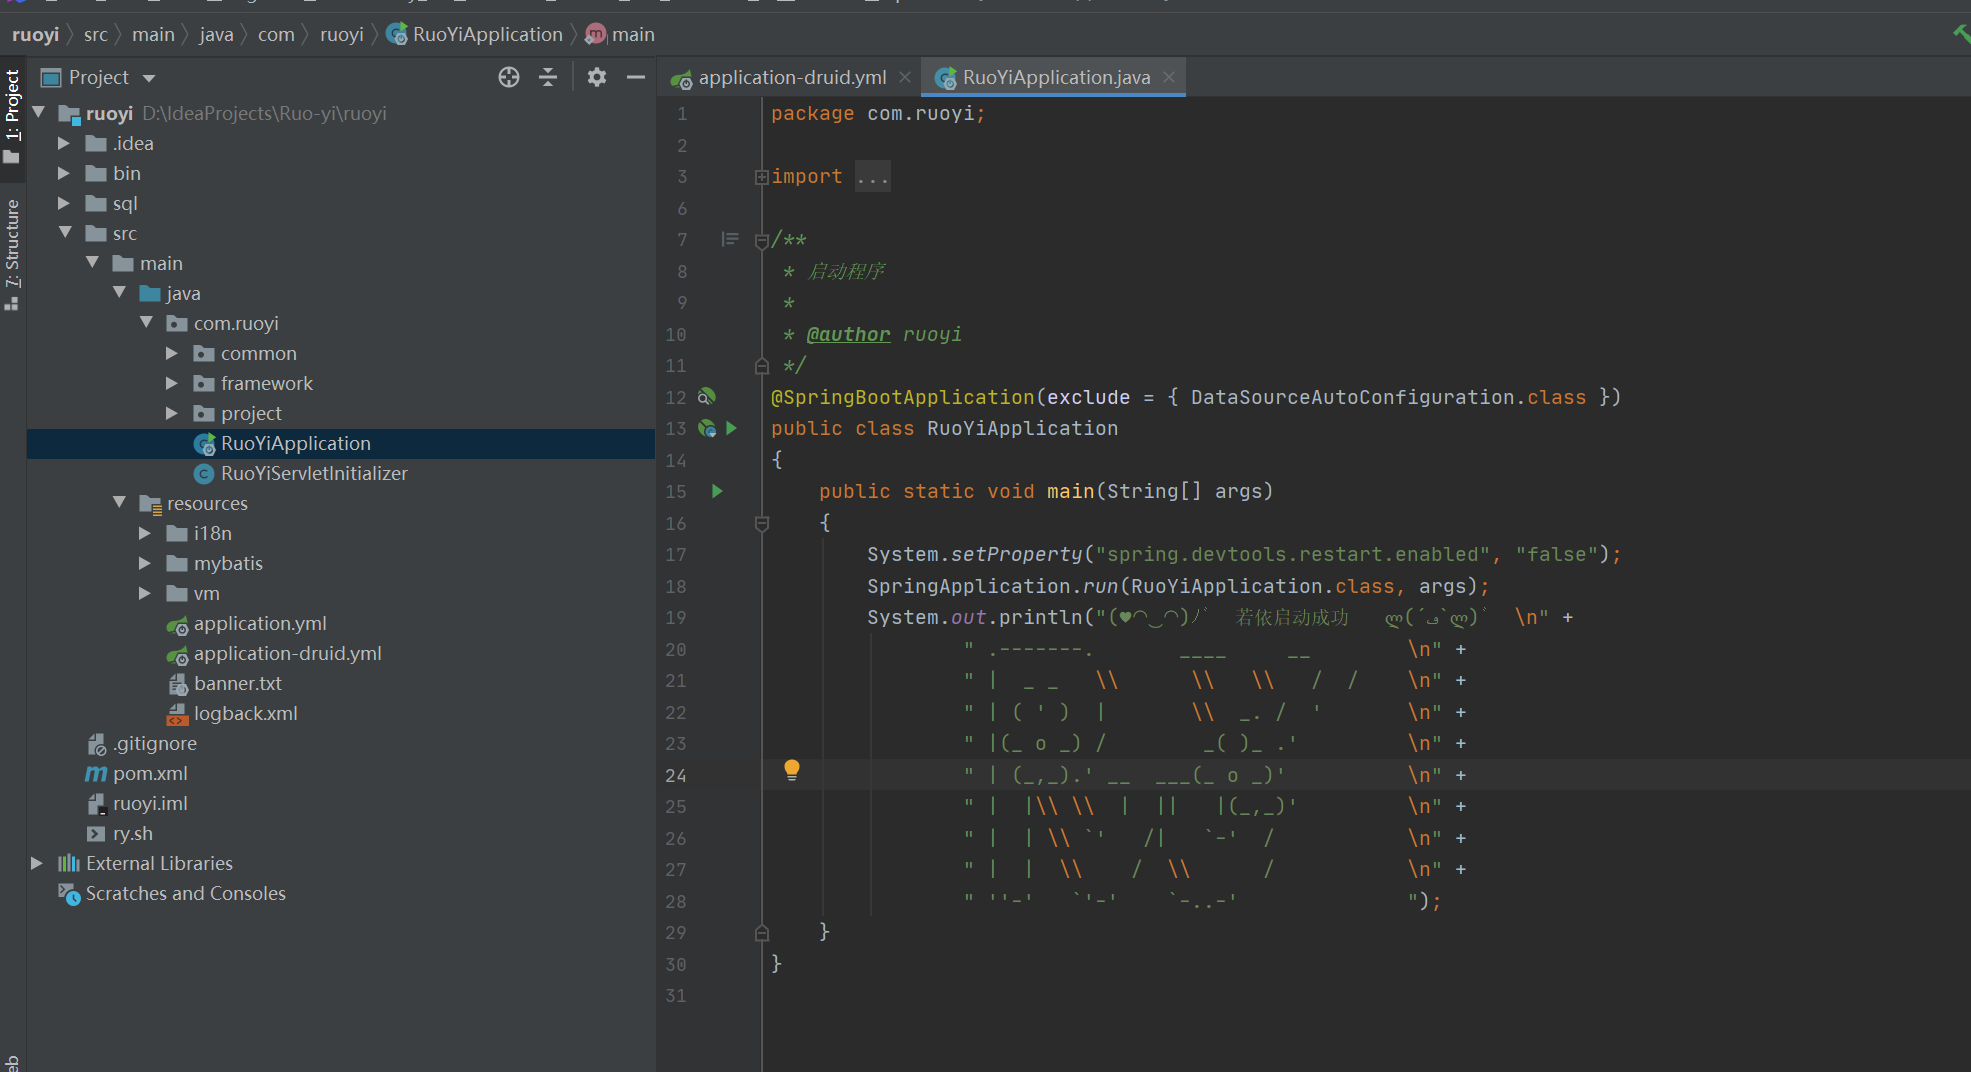 ruoyi src main java com ruoyi RuoYiApplication main
1: Project
7: Structure
Project
ruoyi D:\IdeaProjects\Ruo-yi\ruoyi
.idea
bin
sql
src
main
java
com.ruoyi
common
framework
project
RuoYiApplication
RuoYiServletInitializer
resources
i18n
mybatis
vm
application.yml
application-druid.yml
banner.txt
logback.xml
.gitignore
pom.xml
ruoyi.iml
ry.sh
External Libraries
Scratches and Consoles
application-druid.yml RuoYiApplication.java
1 package com.ruoyi;
2
3 import ...
6
7 /**
8  * 启动程序
9  *
10  * @author ruoyi
11  */
12 @SpringBootApplication(exclude = { DataSourceAutoConfiguration.class })
13 public class RuoYiApplication
14 {
15     public static void main(String[] args)
16     {
17         System.setProperty("spring.devtools.restart.enabled", "false");
18         SpringApplication.run(RuoYiApplication.class, args);
19         System.out.println("(♥◠‿◠)ノ゙  若依启动成功   ლ(´ڡ`ლ)゙  \n" +
20                 " .-------.       ____     __        \n" +
21                 " |  _ _   \\      \\   \\   /  /    \n" +
22                 " | ( ' )  |       \\  _. /  '       \n" +
23                 " |(_ o _) /        _( )_ .'         \n" +
24                 " | (_,_).' __  ___(_ o _)'          \n" +
25                 " |  |\\ \\  |  ||   |(_,_)'         \n" +
26                 " |  | \\ `'   /|   `-'  /           \n" +
27                 " |  |  \\    /  \\      /           \n" +
28                 " ''-'   `'-'    `-..-'              ");
29     }
30 }
31